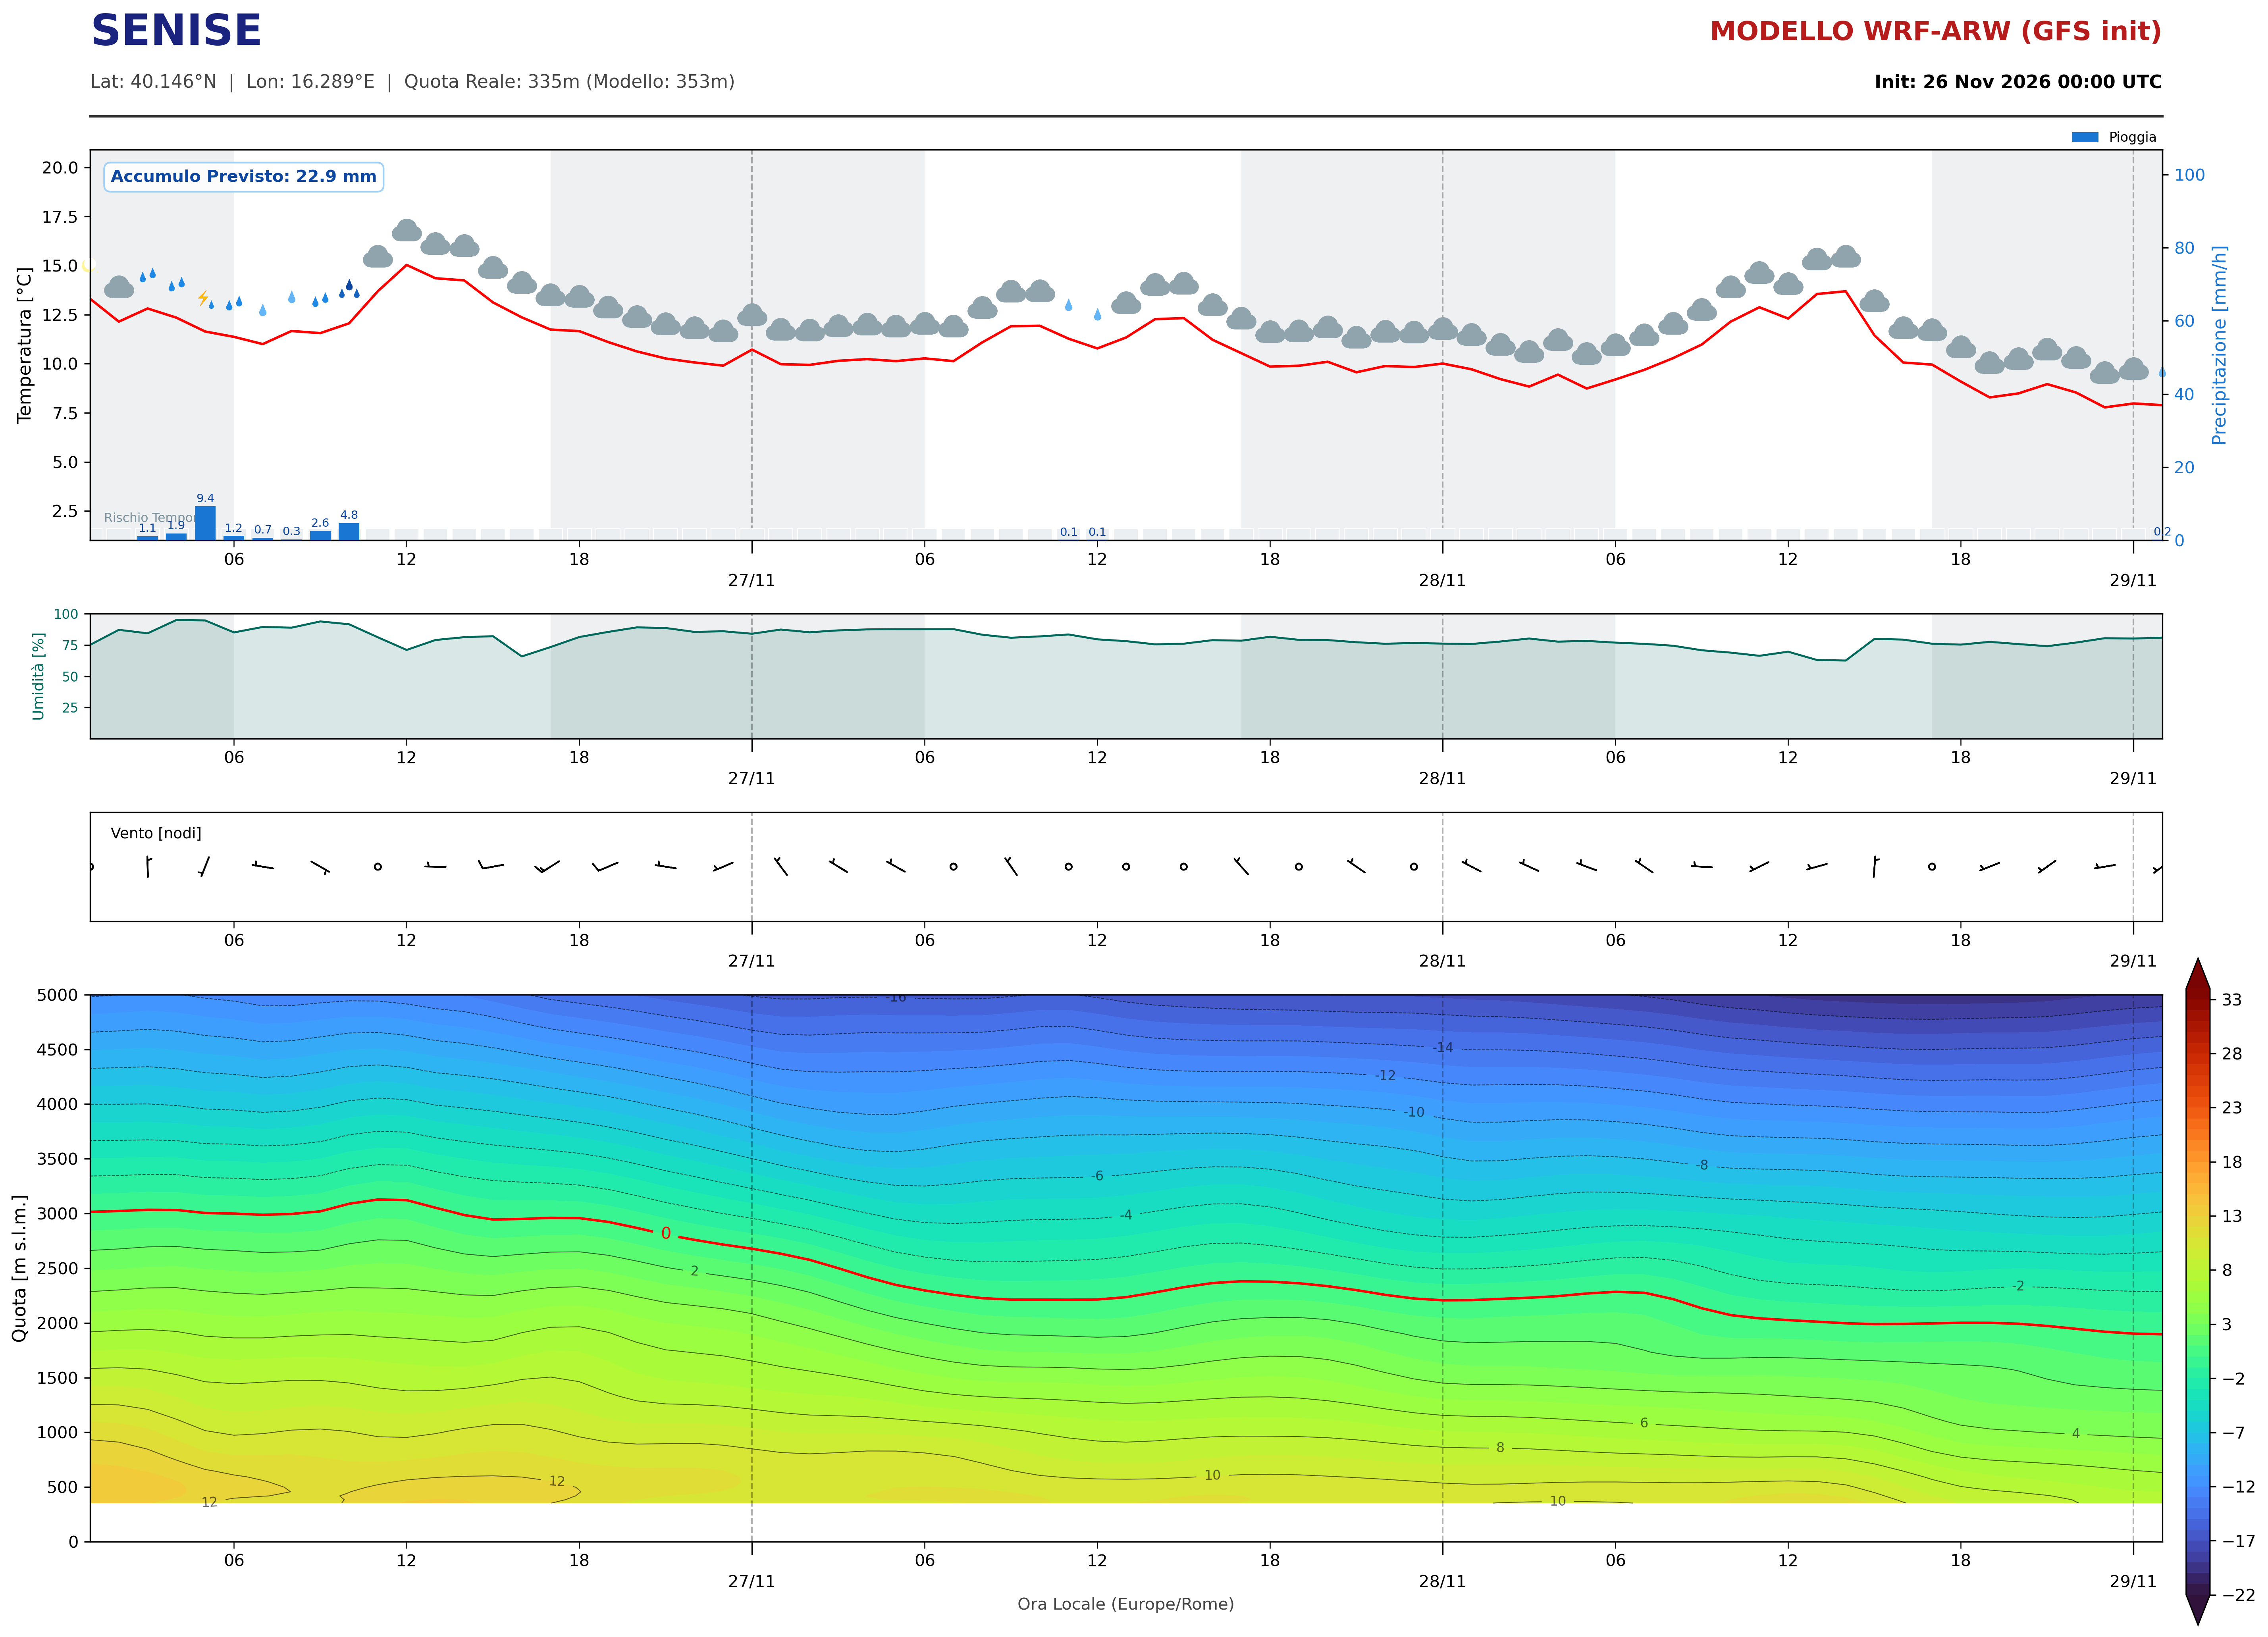 SENISE
MODELLO WRF-ARW (GFS init)
Lat: 40.146°N | Lon: 16.289°E | Quota Reale: 335m (Modello: 353m)
Init: 26 Nov 2026 00:00 UTC
Pioggia
Accumulo Previsto: 22.9 mm
Temperatura [°C]
20.0
17.5
15.0
12.5
10.0
7.5
5.0
2.5
Precipitazione [mm/h]
100
80
60
40
20
0
Rischio Tempor
1.1 1.9 9.4 1.2 0.7 0.3 2.6 4.8 0.1 0.1 0.2
06 12 18 06 12 18 06 12 18
27/11 28/11 29/11
Umidità [%]
100
75
50
25
06 12 18 06 12 18 06 12 18
27/11 28/11 29/11
Vento [nodi]
06 12 18 06 12 18 06 12 18
27/11 28/11 29/11
Quota [m s.l.m.]
5000
4500
4000
3500
3000
2500
2000
1500
1000
500
0
-16
-14
-12
-10
-8
-6
-4
0
2
-2
6
4
8
12
10
12
10
33
28
23
18
13
8
3
−2
−7
−12
−17
−22
06 12 18 06 12 18 06 12 18
27/11 28/11 29/11
Ora Locale (Europe/Rome)